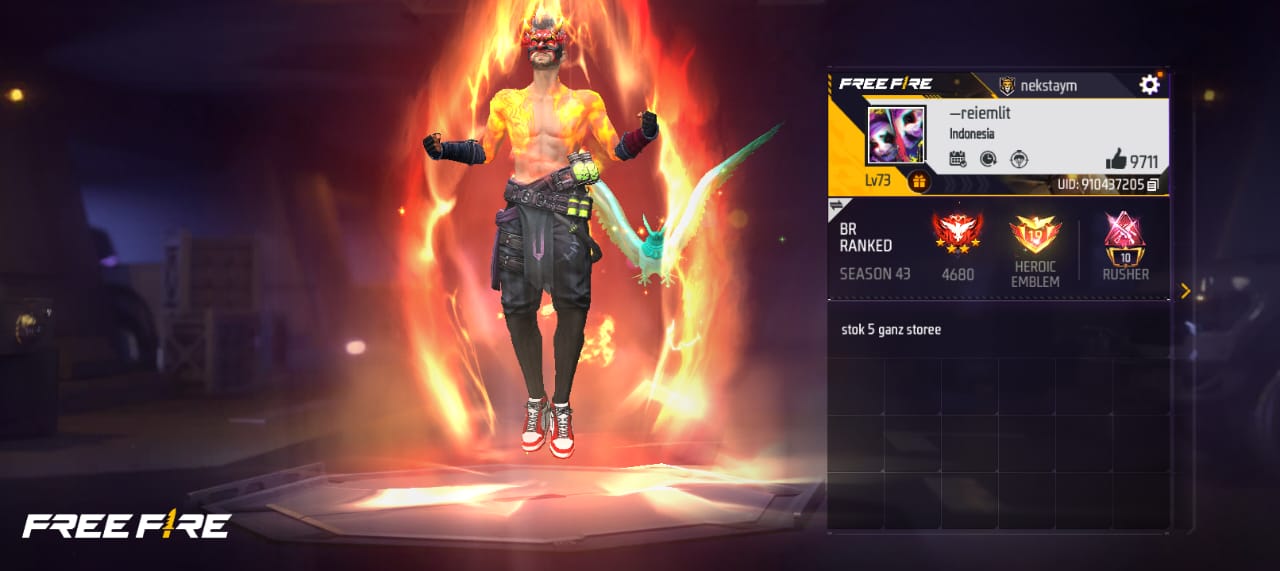 FREE FIRE
nekstaym
—reiemlit
Indonesia
9711
Lv73
UID: 910437205
BR
RANKED
SEASON 43
4680
19
HEROIC
EMBLEM
10
RUSHER
stok 5 ganz storee
FREE FIRE